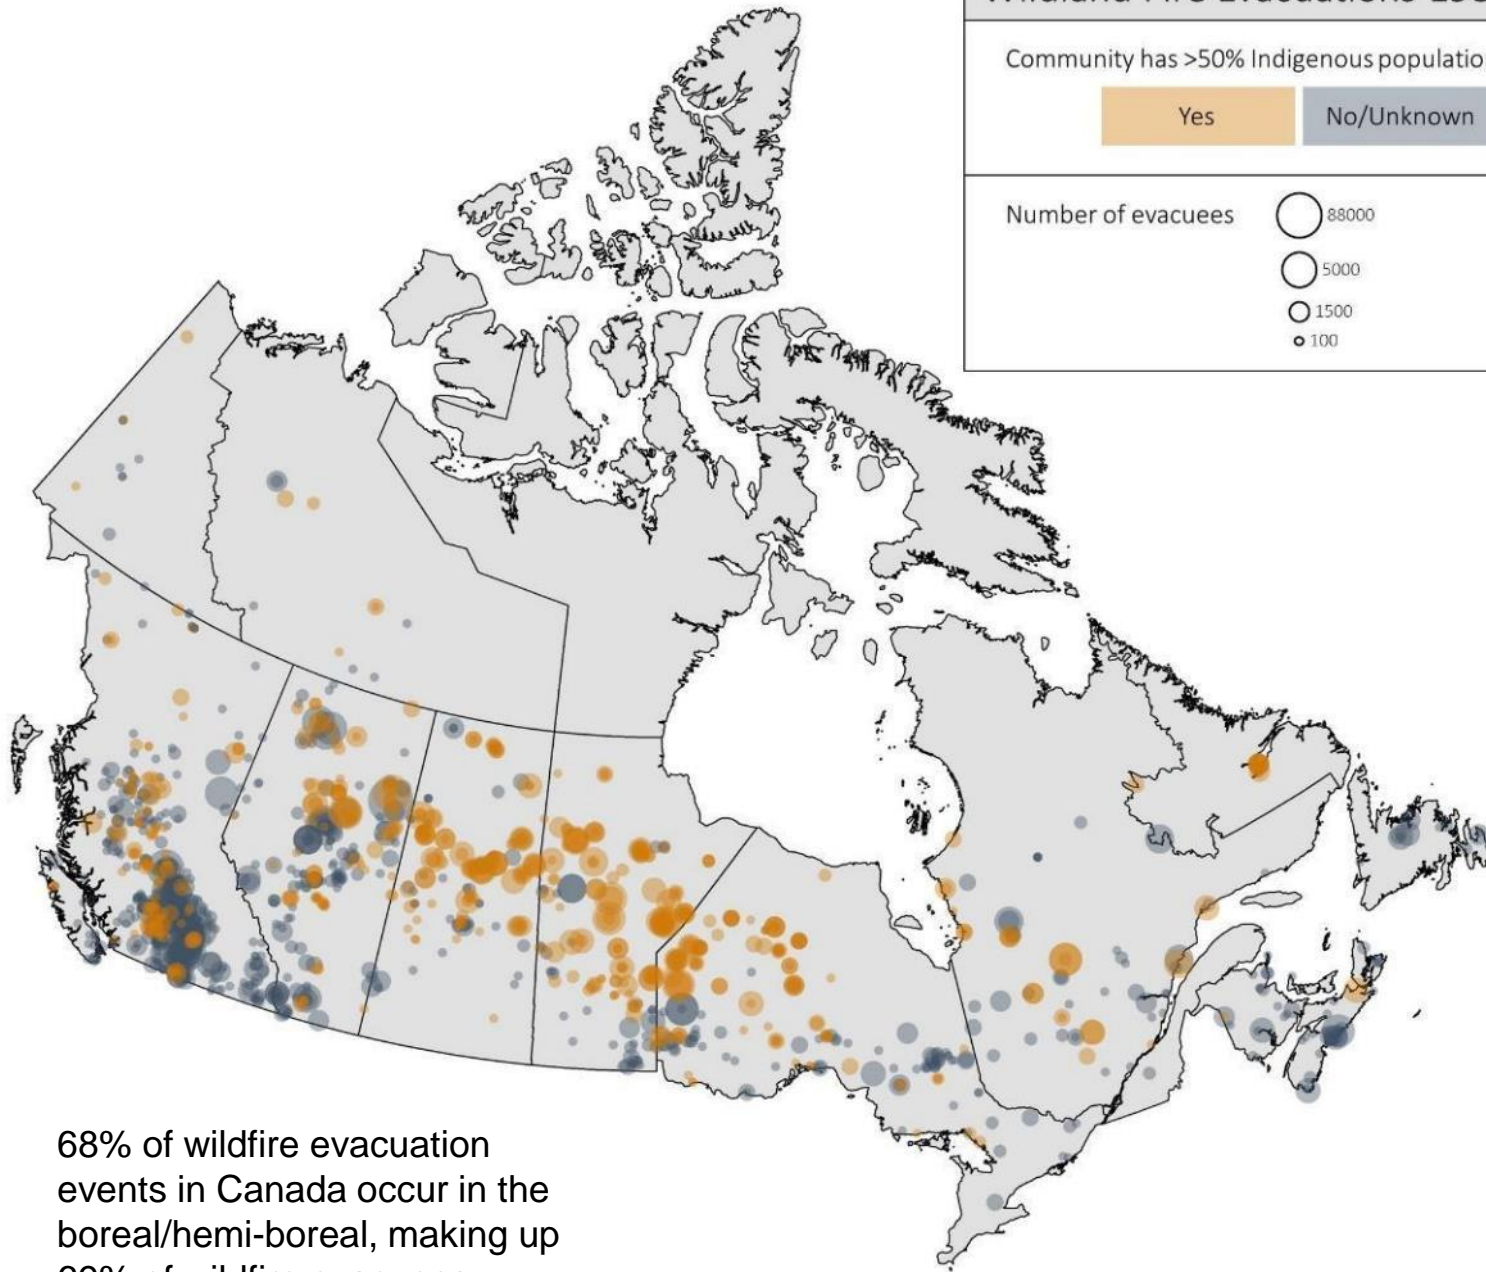 Community has >50% Indigenous
Yes
No/Unknown
Number of evacuees
88000
5000
1500
100
68% of wildfire evacuation
events in Canada occur in the
boreal/hemi-boreal, making up